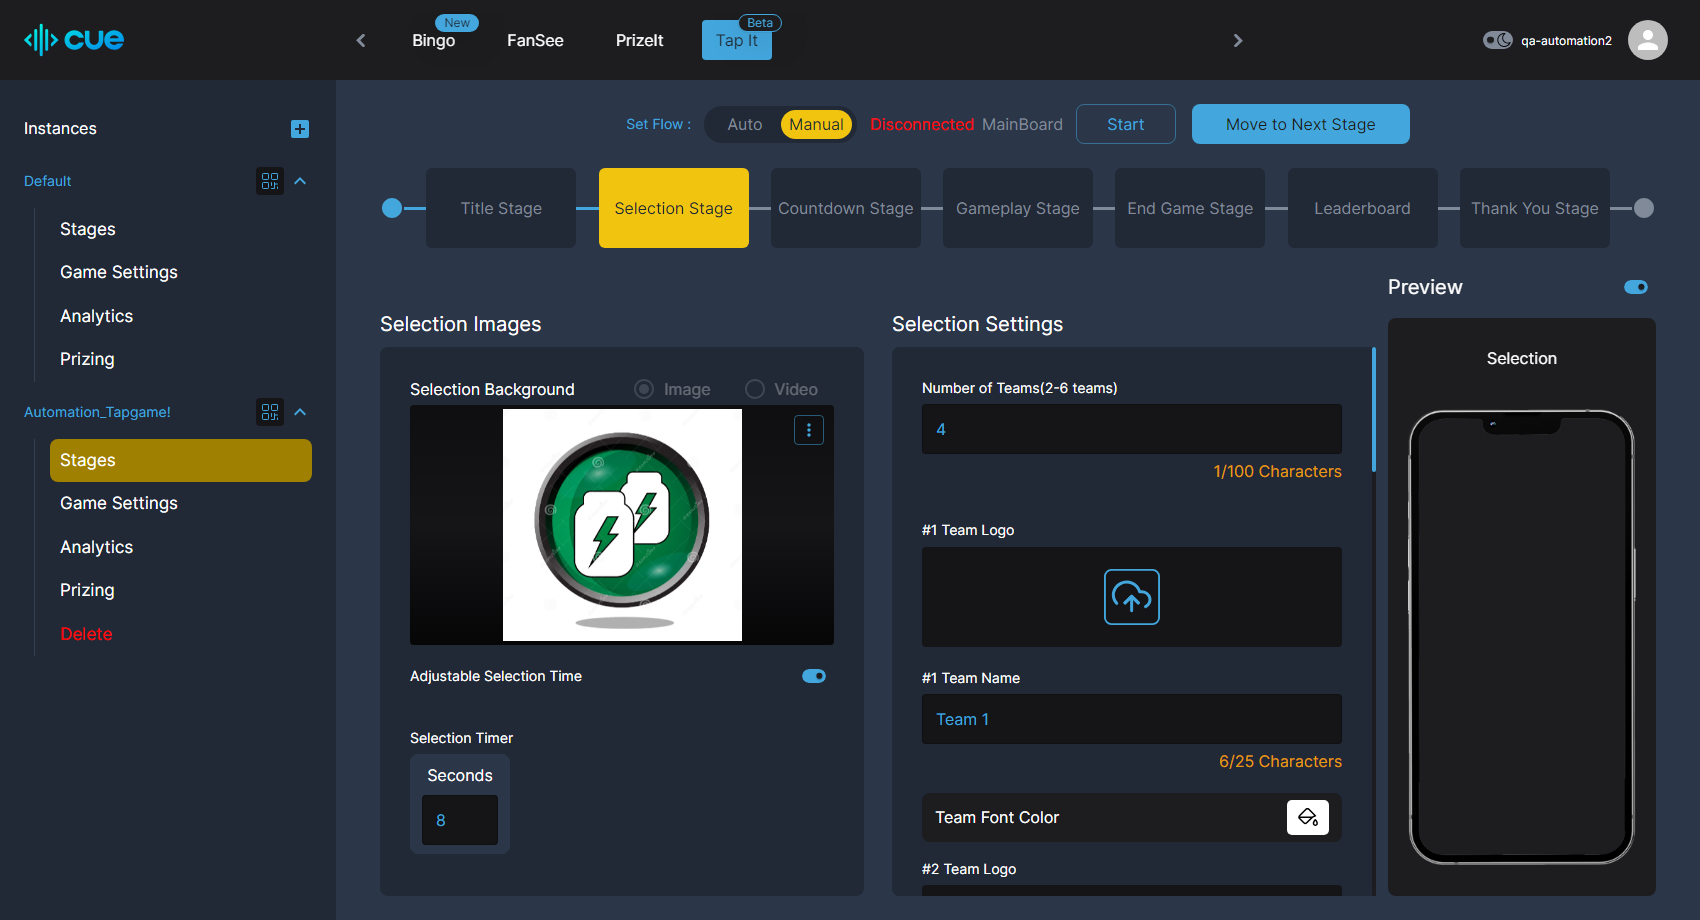 cue
New
Bingo
FanSee
PrizeIt
Beta
Tap It
qa-automation2
Instances
Default
Stages
Game Settings
Analytics
Prizing
Automation_Tapgame!
Stages
Game Settings
Analytics
Prizing
Delete
Set Flow :
Auto
Manual
Disconnected MainBoard
Start
Move to Next Stage
Title Stage
Selection Stage
Countdown Stage
Gameplay Stage
End Game Stage
Leaderboard
Thank You Stage
Selection Images
Selection Background
Image
Video
Adjustable Selection Time
Selection Timer
Seconds
8
Selection Settings
Number of Teams(2-6 teams)
4
1/100 Characters
#1 Team Logo
#1 Team Name
Team 1
6/25 Characters
Team Font Color
#2 Team Logo
Preview
Selection